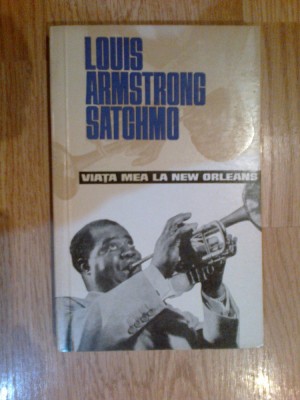 LOUIS
ARMSTRONG
SATCHMO
VIAȚA MEA LA NEW ORLEANS